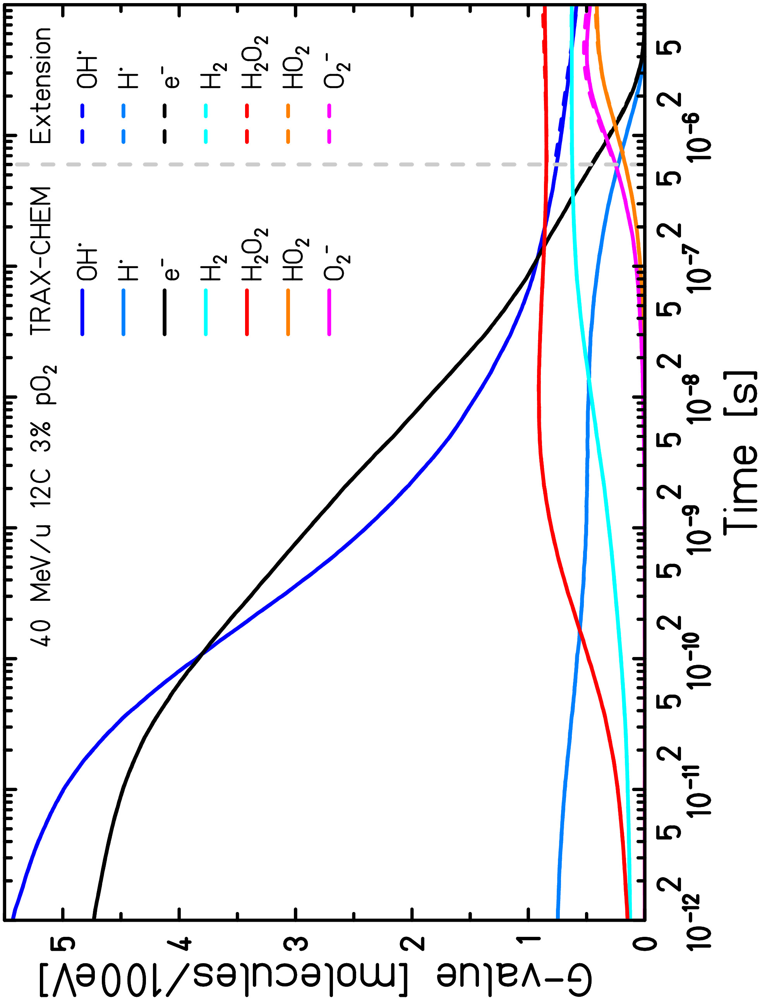 40 MeV/u 12C 3% pO₂ TRAX-CHEM Extension
OH˙ OH˙
H˙ H˙
e⁻ e⁻
H₂ H₂
H₂O₂ H₂O₂
HO₂ HO₂
O₂⁻ O₂⁻
5
4
3
2
1
0
G-value [molecules/100eV]
2 5 2 5 2 5 2 5 2 5 2 5 2 5
10⁻¹² 10⁻¹¹ 10⁻¹⁰ 10⁻⁹ 10⁻⁸ 10⁻⁷ 10⁻⁶
Time [s]